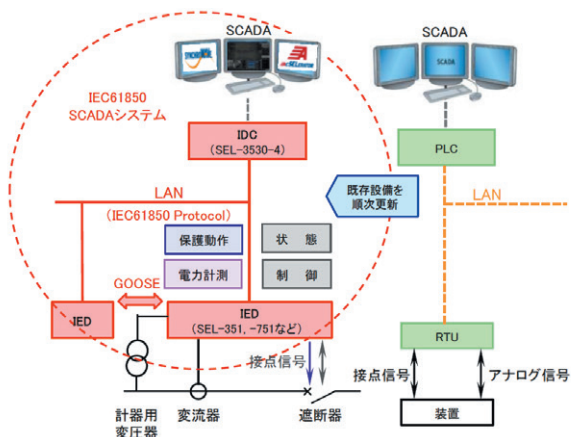 SCADA
SCADA
SCADA
IEC61850
SCADAシステム
IDC
(SEL-3530-4)
PLC
LAN
(IEC61850 Protocol)
既存設備を
順次更新
LAN
保護動作
状態
電力計測
制御
GOOSE
IED
IED
(SEL-351, -751など)
RTU
接点信号
接点信号
アナログ信号
計器用
変圧器
変流器
遮断器
装置